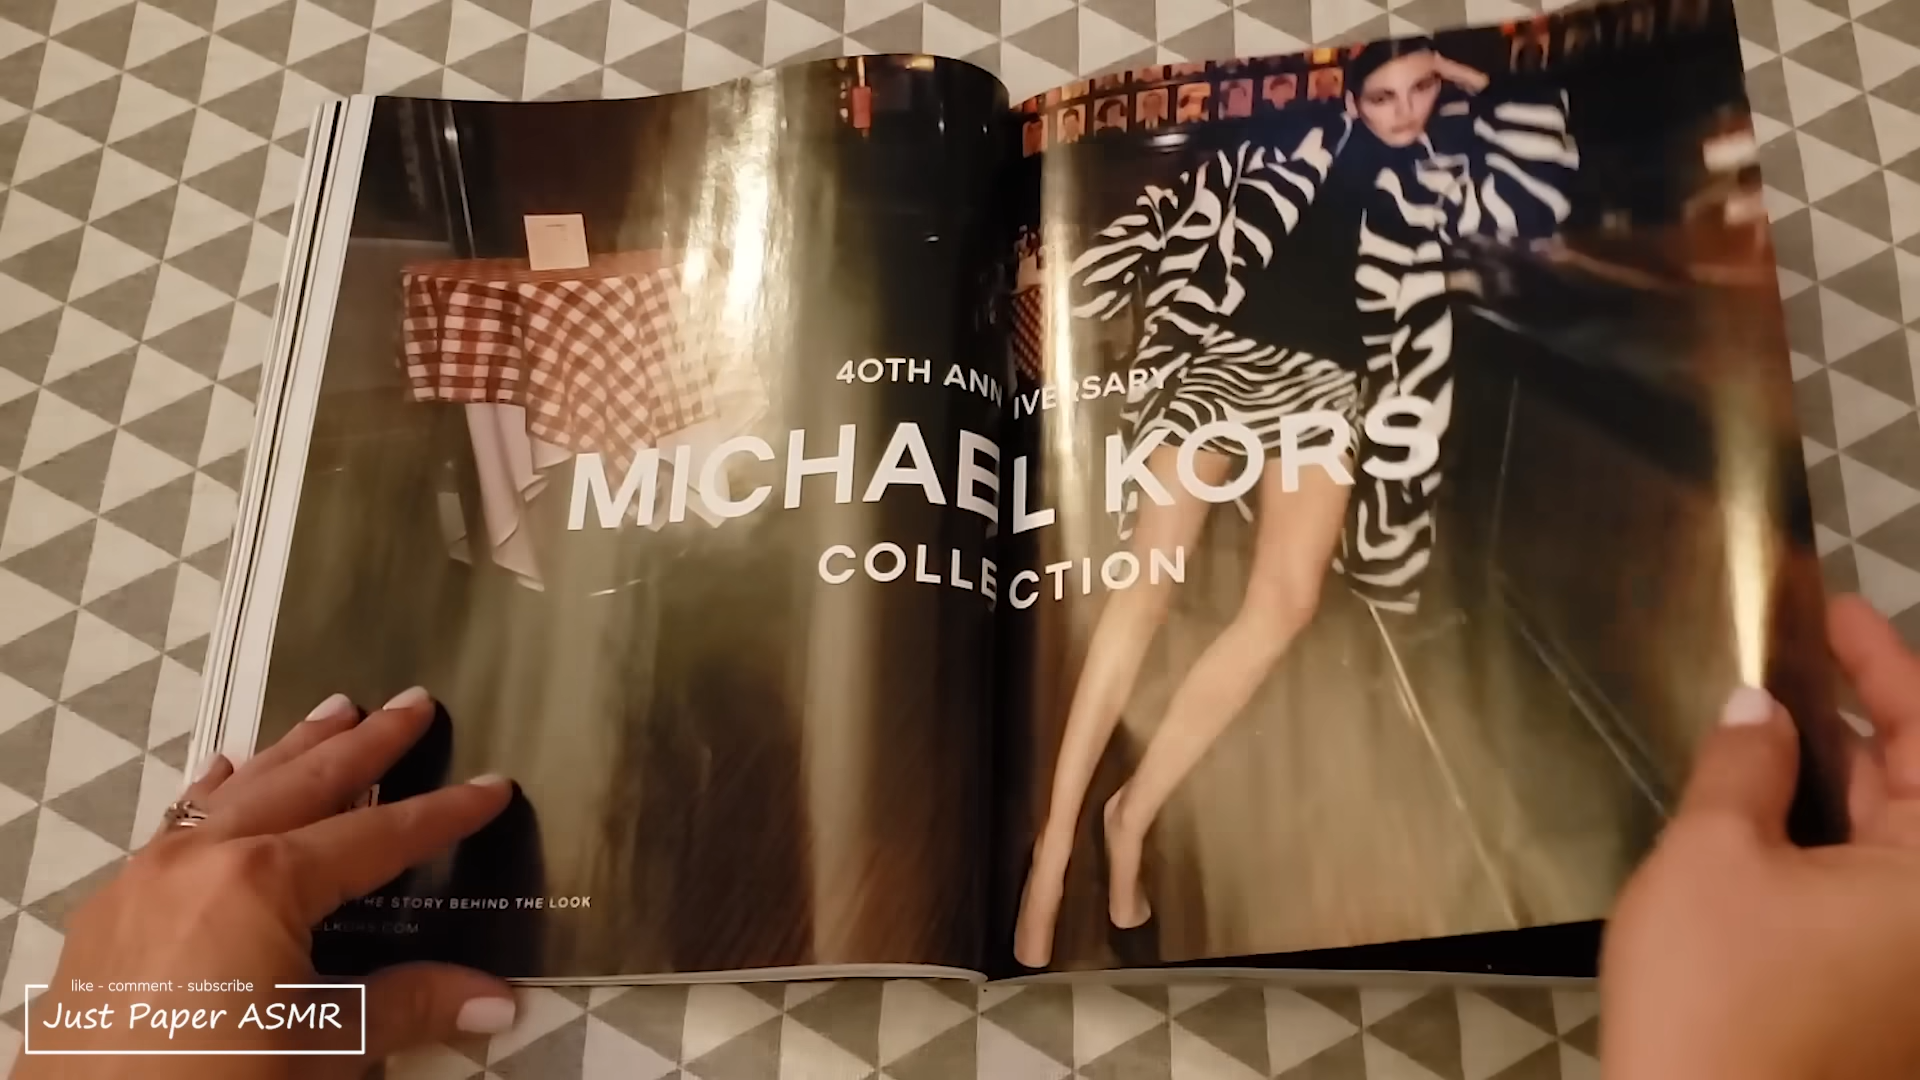 40TH ANNIVERSARY
MICHAEL KORS
COLLECTION
THE STORY BEHIND THE LOOK
like - comment - subscribe
Just Paper ASMR